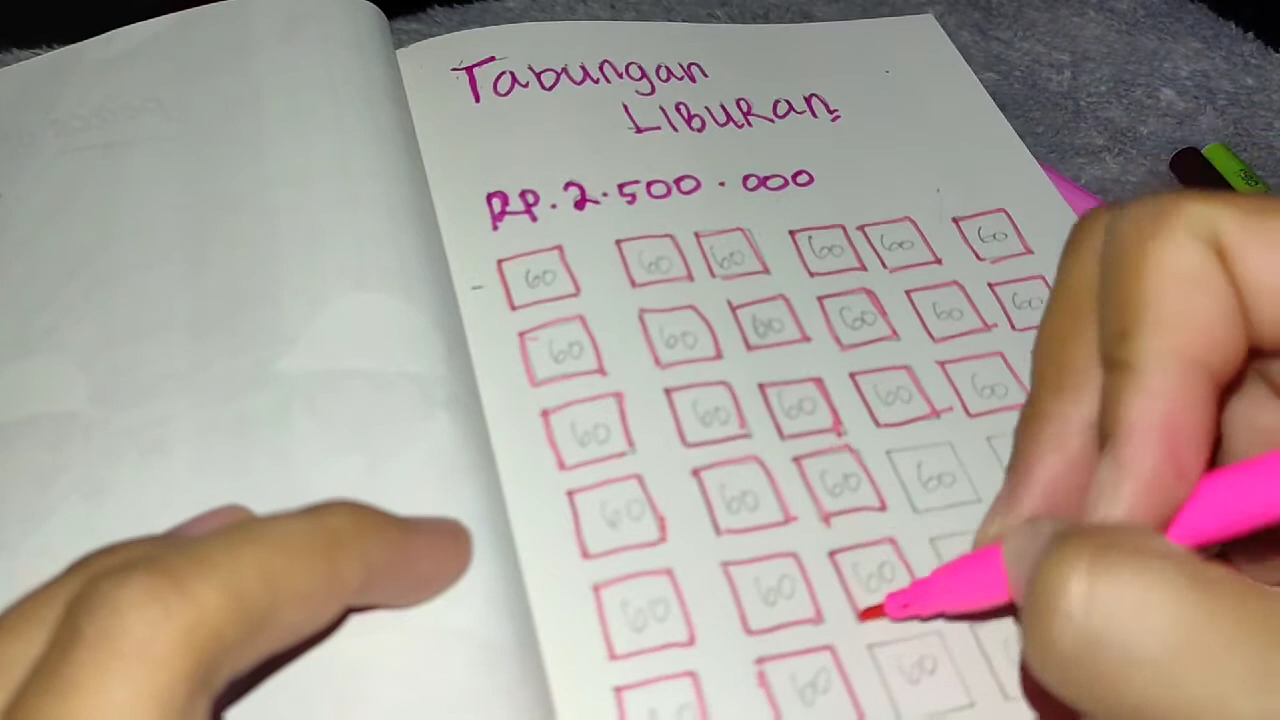 Tabungan
LIBURan
RP.2.500.000
- 60 60 60 60 60 60
60 60 60 60 60 60
60 60 60 60 60
60 60 60 60
60 60 60
60 60 60